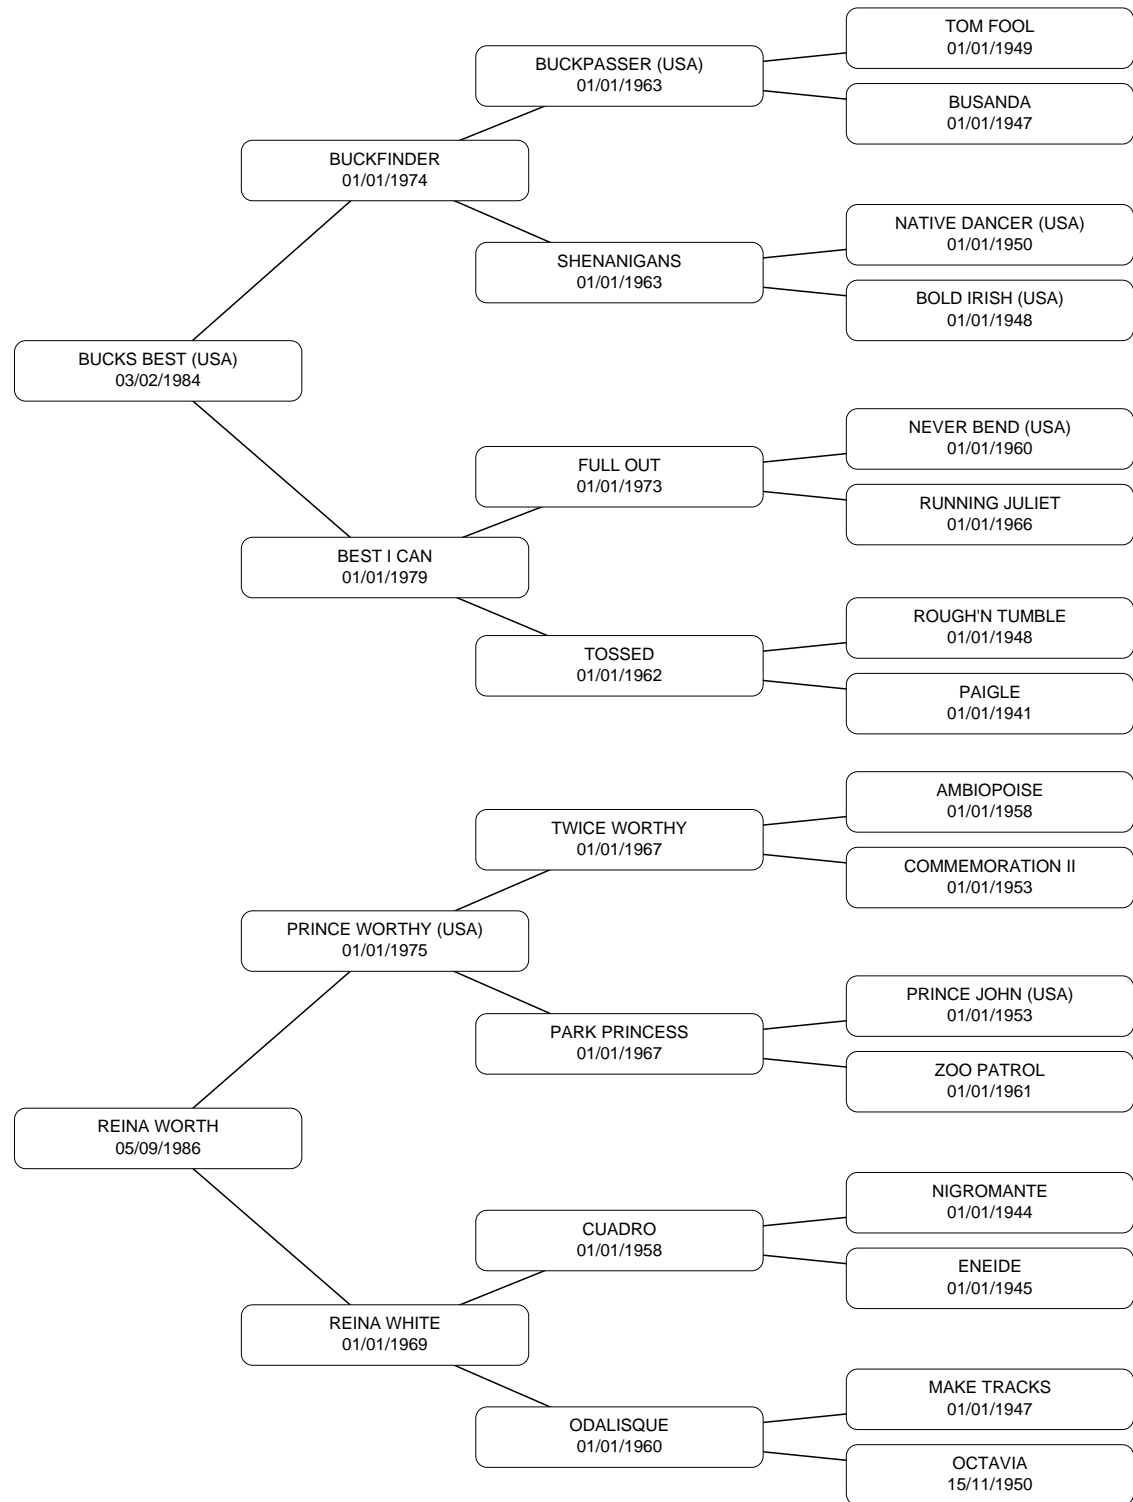 TOM FOOL
01/01/1949
BUCKPASSER (USA)
01/01/1963
BUSANDA
01/01/1947
BUCKFINDER
01/01/1974
NATIVE DANCER (USA)
01/01/1950
SHENANIGANS
01/01/1963
BOLD IRISH (USA)
01/01/1948
BUCKS BEST (USA)
03/02/1984
NEVER BEND (USA)
01/01/1960
FULL OUT
01/01/1973
RUNNING JULIET
01/01/1966
BEST I CAN
01/01/1979
ROUGH'N TUMBLE
01/01/1948
TOSSED
01/01/1962
PAIGLE
01/01/1941
AMBIOPOISE
01/01/1958
TWICE WORTHY
01/01/1967
COMMEMORATION II
01/01/1953
PRINCE WORTHY (USA)
01/01/1975
PRINCE JOHN (USA)
01/01/1953
PARK PRINCESS
01/01/1967
ZOO PATROL
01/01/1961
REINA WORTH
05/09/1986
NIGROMANTE
01/01/1944
CUADRO
01/01/1958
ENEIDE
01/01/1945
REINA WHITE
01/01/1969
MAKE TRACKS
01/01/1947
ODALISQUE
01/01/1960
OCTAVIA
15/11/1950